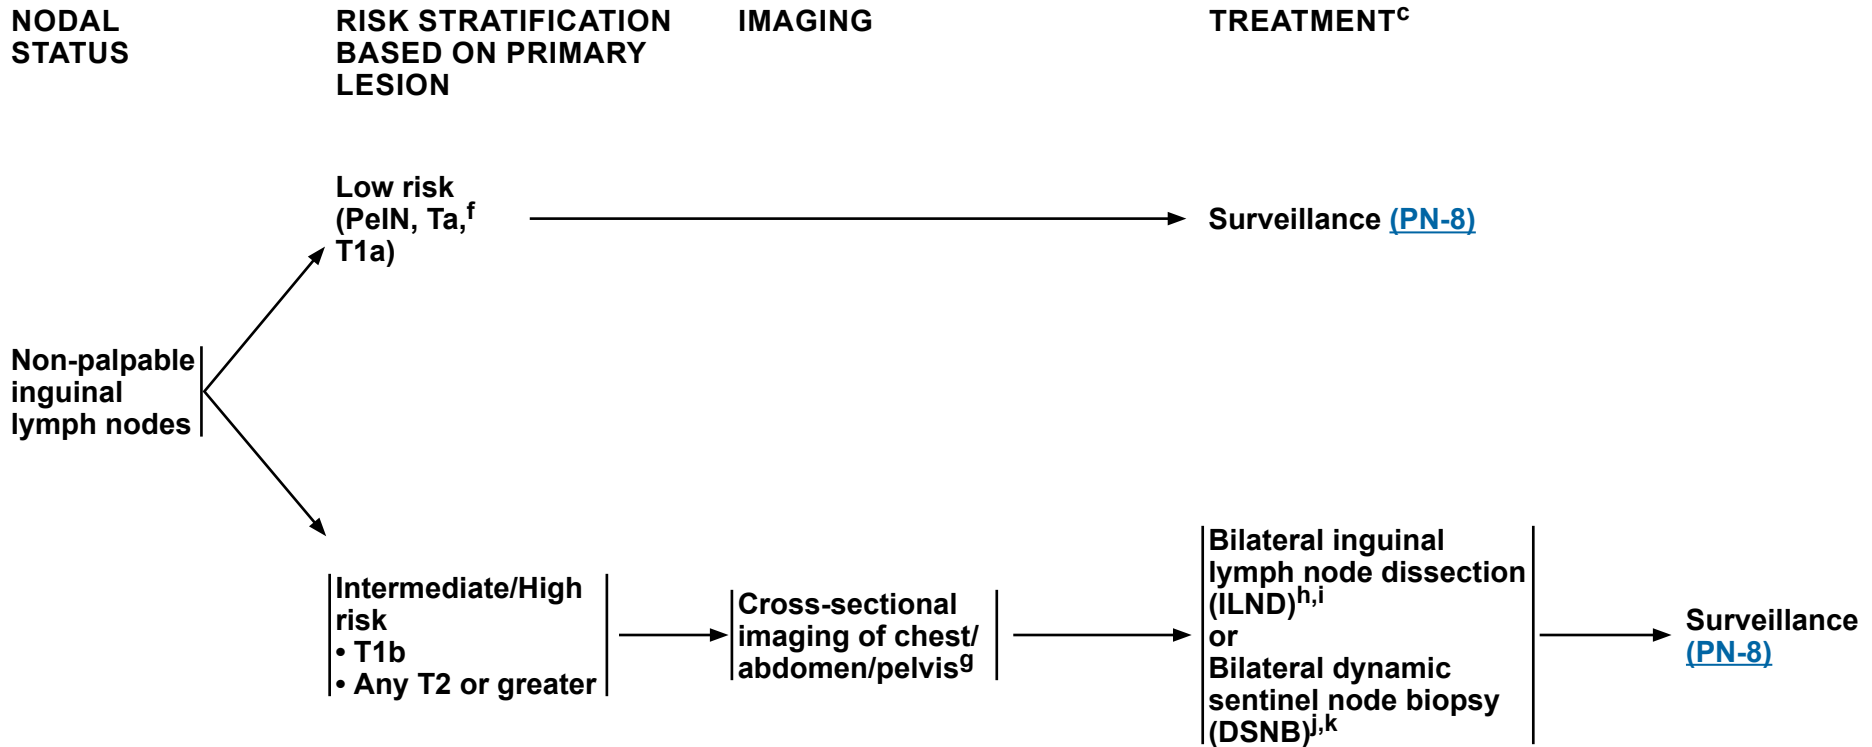 NODAL
STATUS
RISK STRATIFICATION
BASED ON PRIMARY
LESION
IMAGING
TREATMENTc
Low risk
(PeIN, Ta,f
T1a)
Surveillance (PN-8)
Non-palpable
inguinal
lymph nodes
Intermediate/High
risk
• T1b
• Any T2 or greater
Cross-sectional
imaging of chest/
abdomen/pelvisg
Bilateral inguinal
lymph node dissection
(ILND)h,i
or
Bilateral dynamic
sentinel node biopsy
(DSNB)j,k
Surveillance
(PN-8)